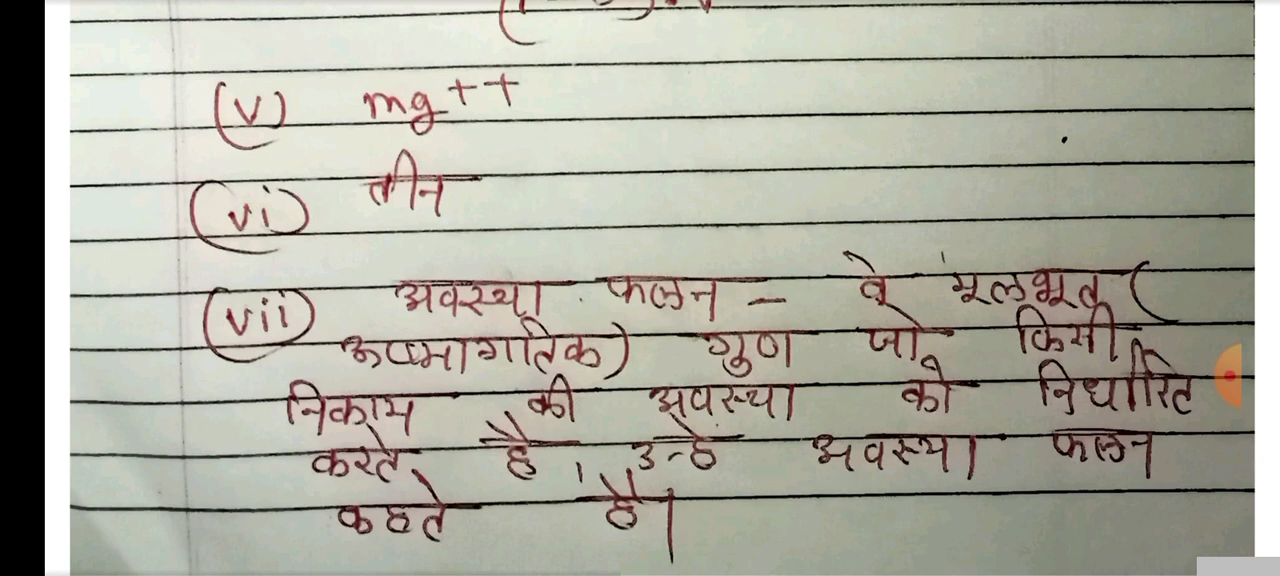 (v) mg++
(vi) तीन
(vii) अवस्था फलन - वे मूलभूत (
ऊष्मागतिक) गुण जो किसी
निकाय की अवस्था को निर्धारित
करते है, उन्हे अवस्था फलन
कहते है।